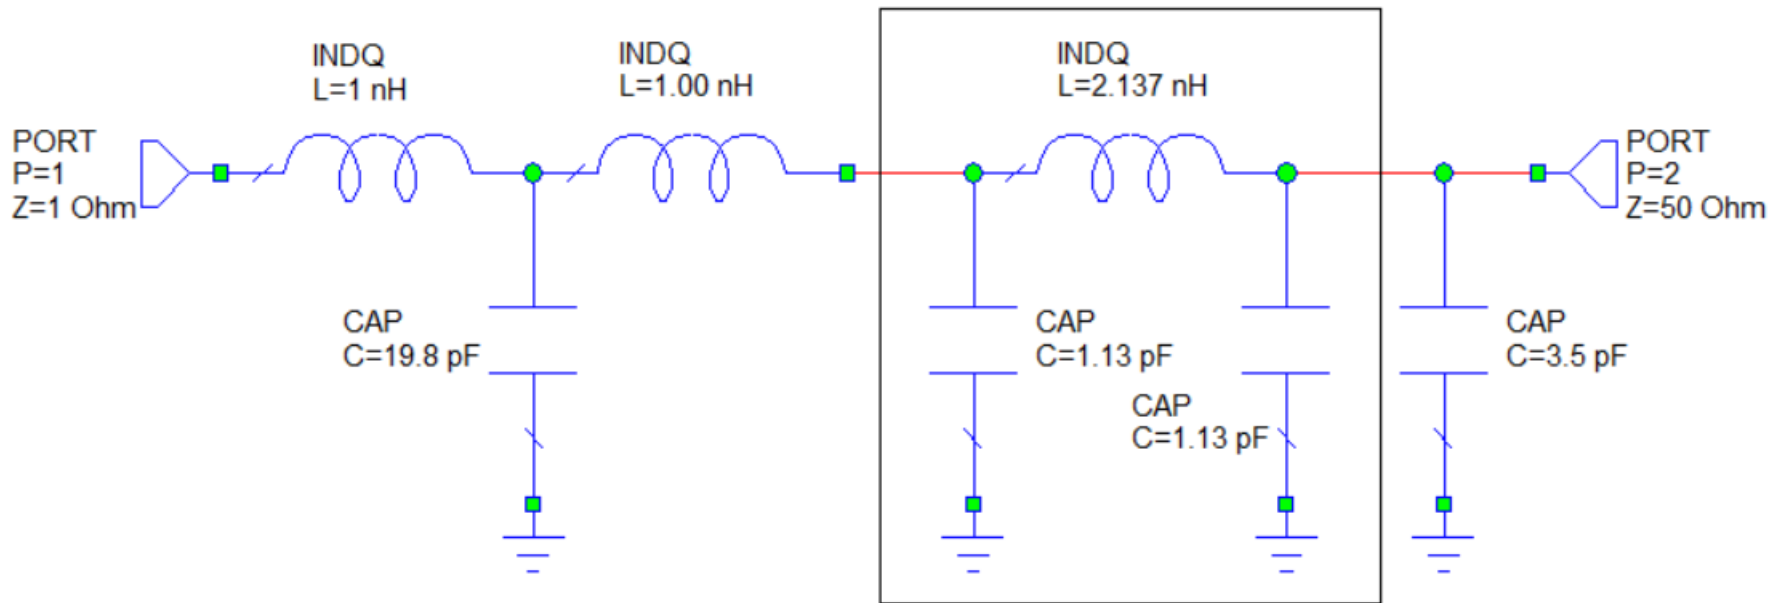 INDQ
L=1 nH
INDQ
L=1.00 nH
INDQ
L=2.137 nH
PORT
P=1
Z=1 Ohm
PORT
P=2
Z=50 Ohm
CAP
C=19.8 pF
CAP
C=1.13 pF
CAP
C=1.13 pF
CAP
C=3.5 pF